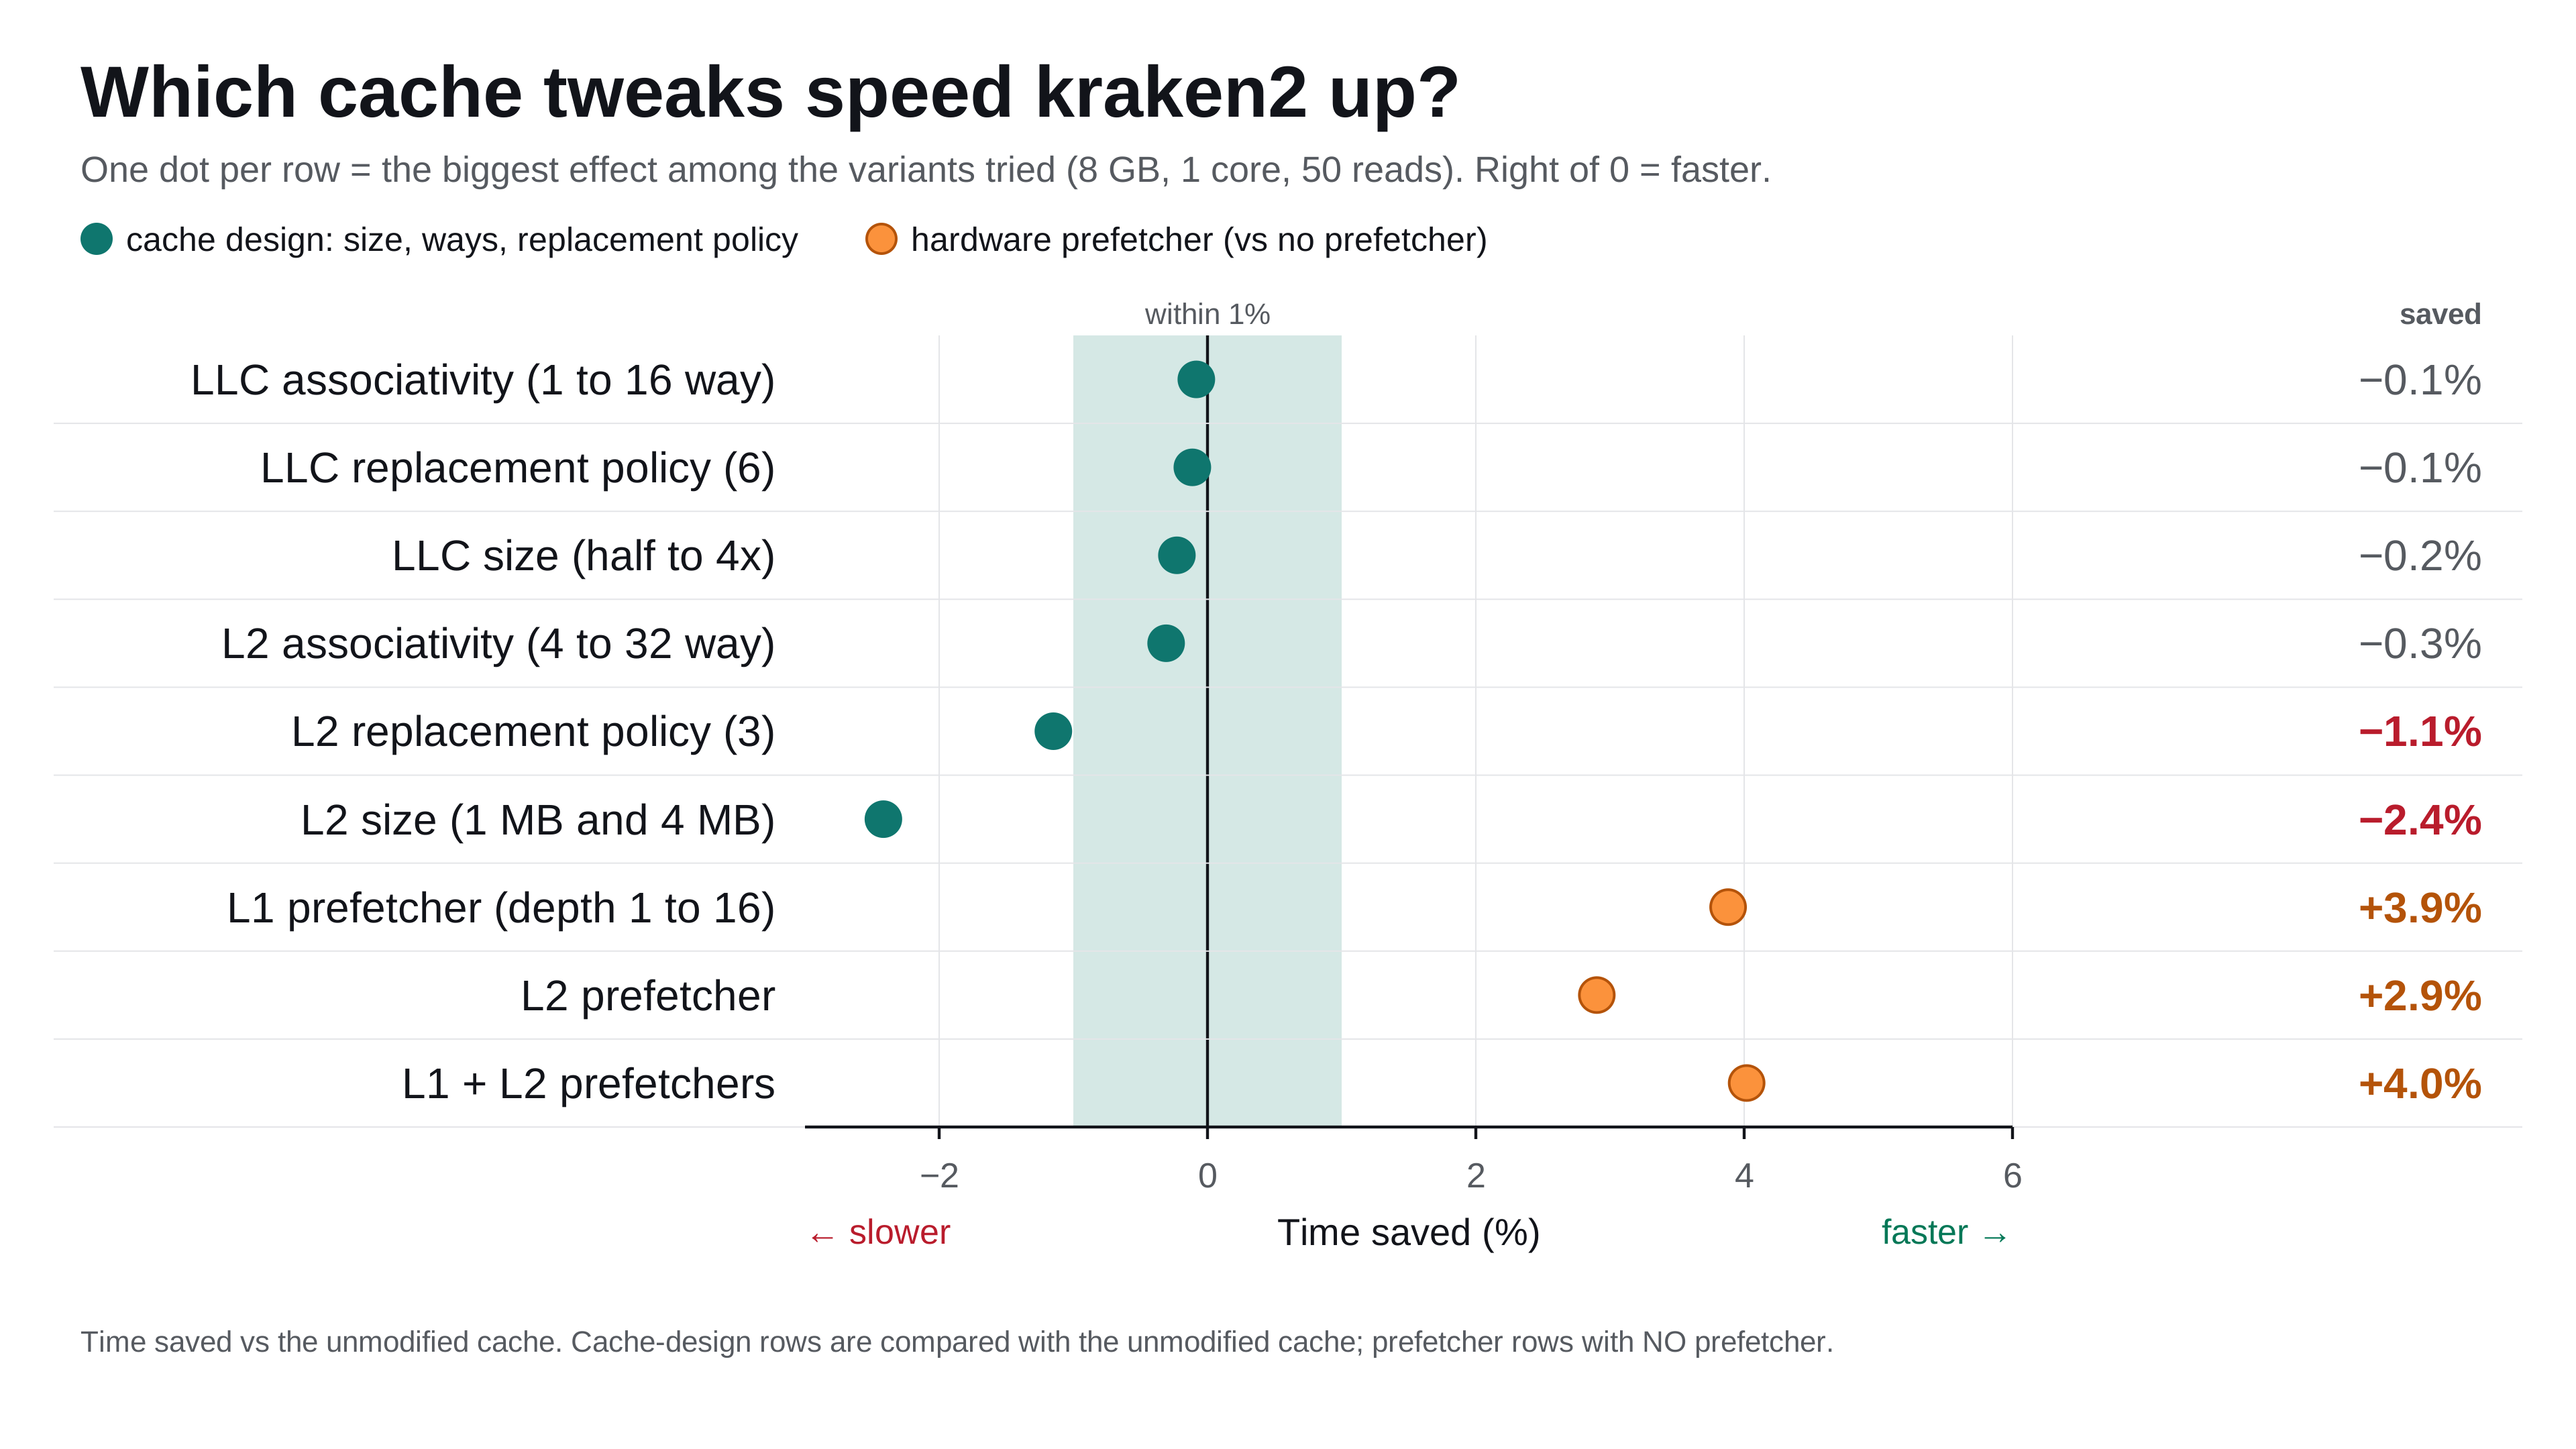 Which cache tweaks speed kraken2 up?
One dot per row = the biggest effect among the variants tried (8 GB, 1 core, 50 reads). Right of 0 = faster.
cache design: size, ways, replacement policy hardware prefetcher (vs no prefetcher)
within 1% saved
LLC associativity (1 to 16 way) −0.1%
LLC replacement policy (6) −0.1%
LLC size (half to 4x) −0.2%
L2 associativity (4 to 32 way) −0.3%
L2 replacement policy (3) −1.1%
L2 size (1 MB and 4 MB) −2.4%
L1 prefetcher (depth 1 to 16) +3.9%
L2 prefetcher +2.9%
L1 + L2 prefetchers +4.0%
−2 0 2 4 6
← slower Time saved (%) faster →
Time saved vs the unmodified cache. Cache-design rows are compared with the unmodified cache; prefetcher rows with NO prefetcher.